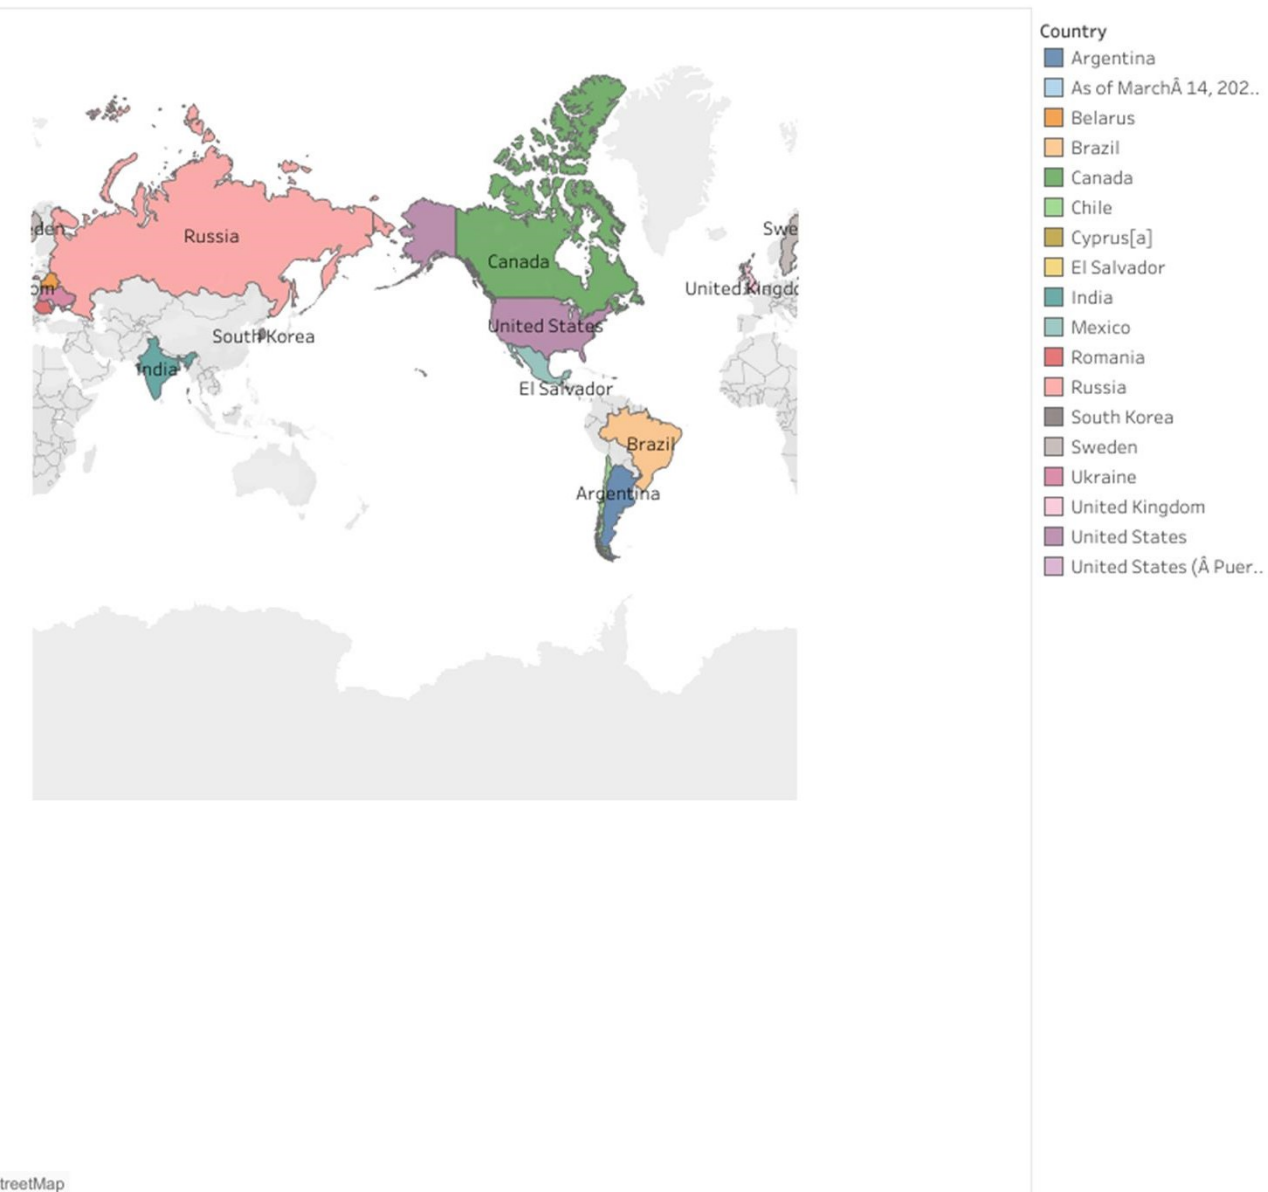 Country
Argentina
As of MarchÂ 14, 202..
Belarus
Brazil
Canada
Chile
Cyprus[a]
El Salvador
India
Mexico
Romania
Russia
South Korea
Sweden
Ukraine
United Kingdom
United States
United States (Â Puer..
eden
Swe
Russia
Canada
om
United Kingdo
United States
South Korea
India
El Salvador
Brazil
Argentina
treetMap